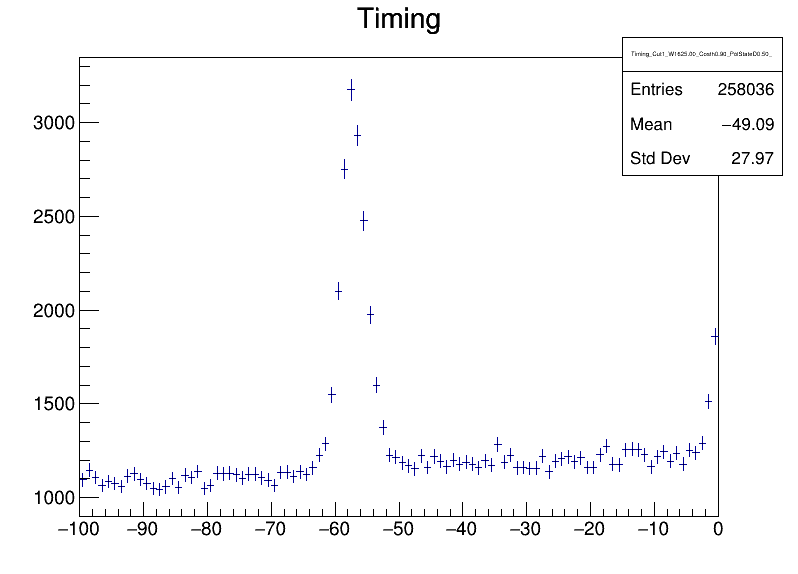 Timing
Timing_Cut1_W1625.00_Costh0.90_PolStateD0.50_
Entries 258036
Mean −49.09
Std Dev 27.97
3000
2500
2000
1500
1000
−100 −90 −80 −70 −60 −50 −40 −30 −20 −10 0